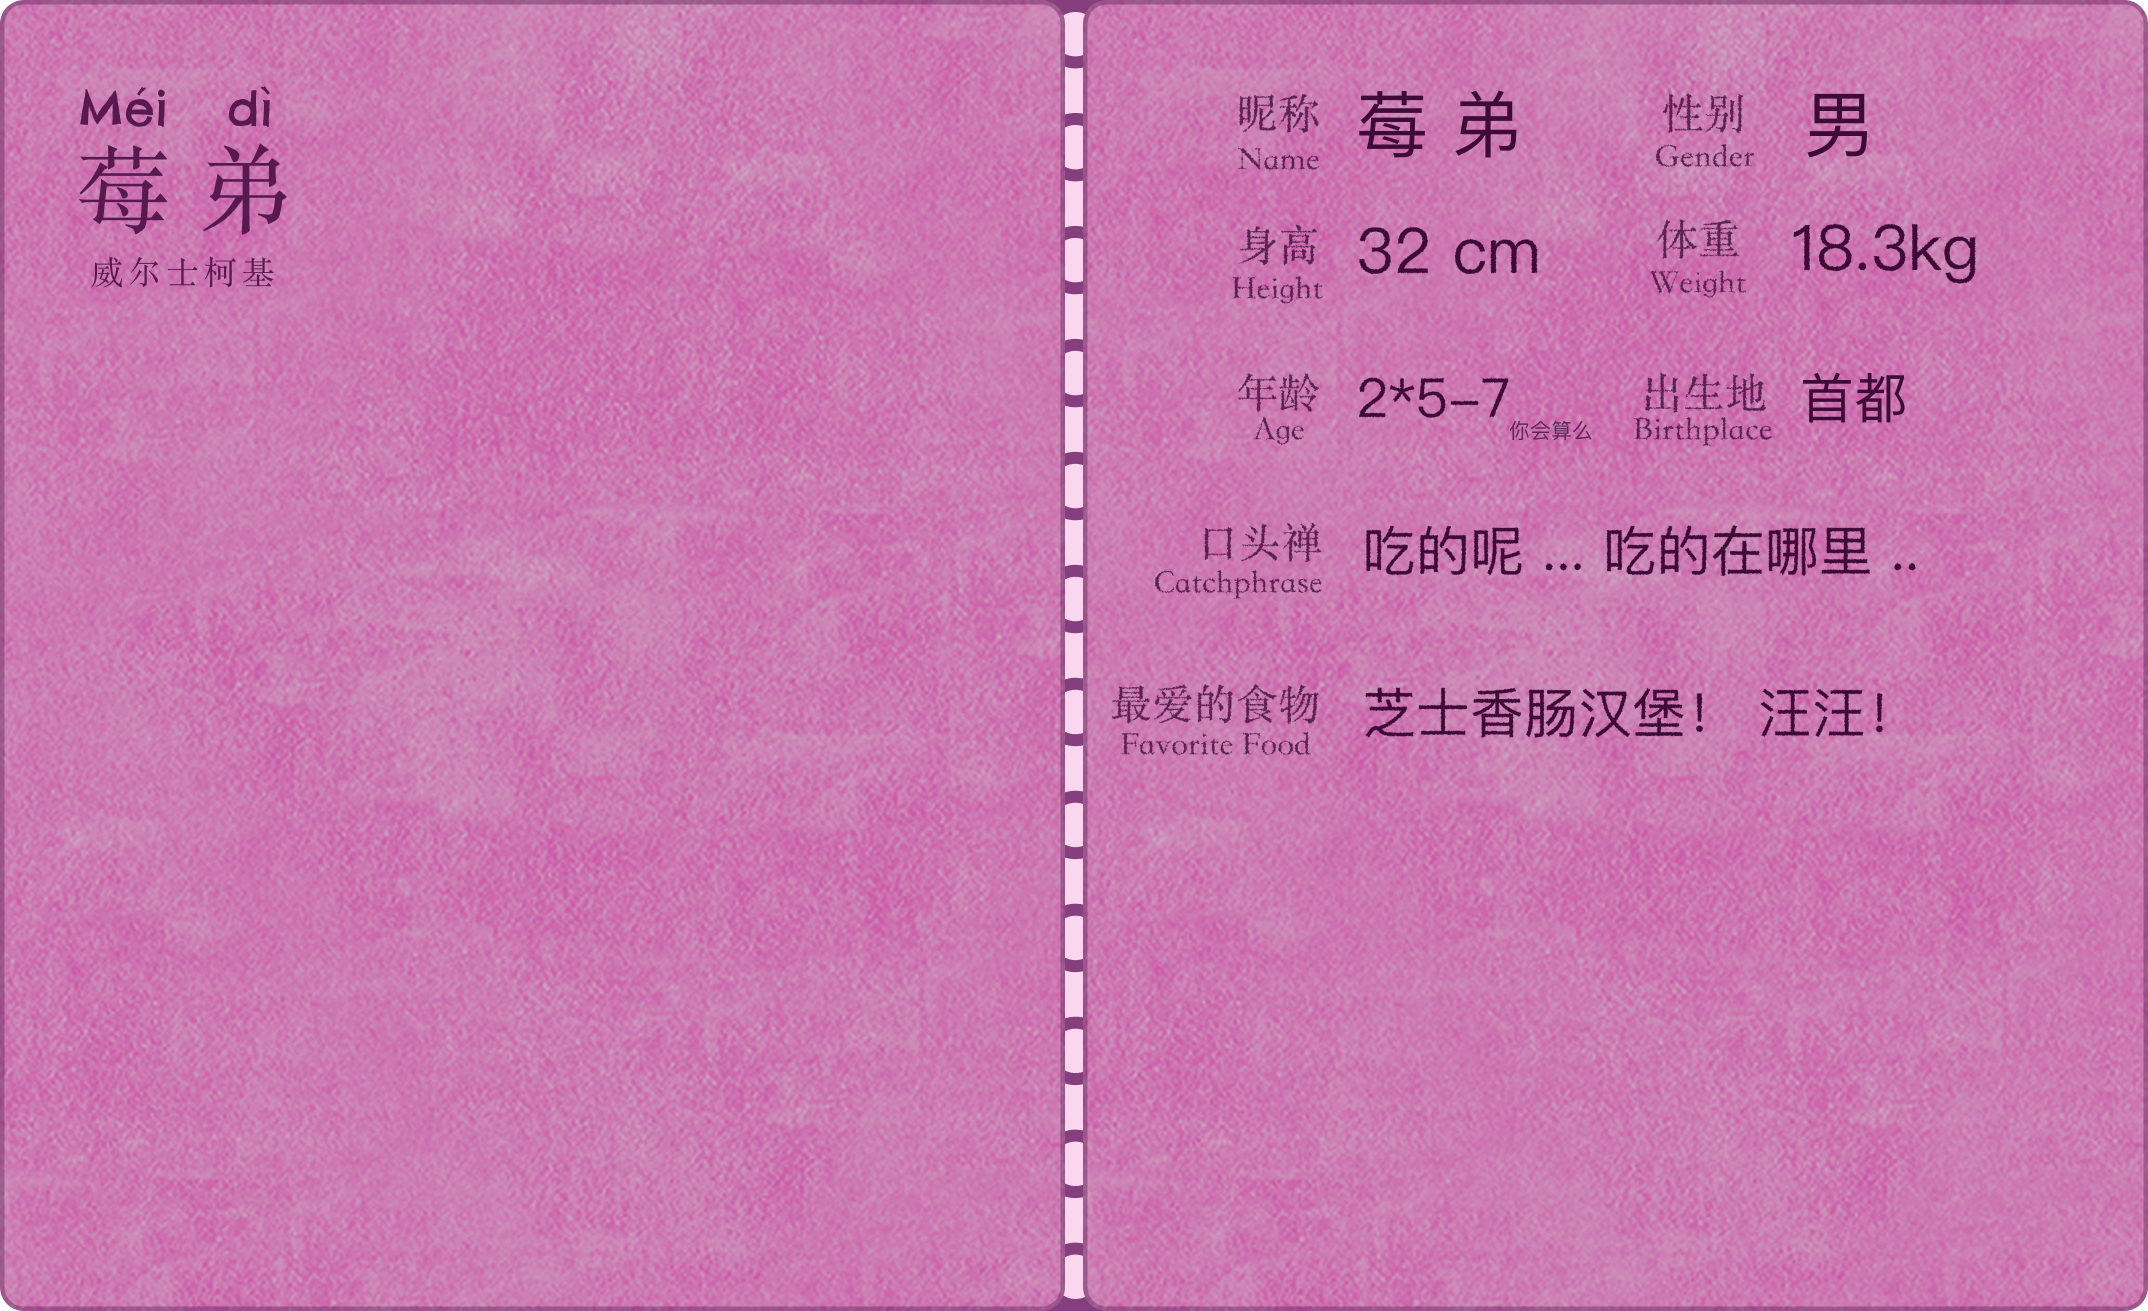 Méi dì
莓 弟
威尔士柯基
昵称 莓 弟 性别 男
Name Gender
身高 32 cm 体重 18.3kg
Height Weight
年龄 2*5-7 你会算么 出生地 首都
Age Birthplace
口头禅 吃的呢 ... 吃的在哪里 ..
Catchphrase
最爱的食物 芝士香肠汉堡! 汪汪!
Favorite Food